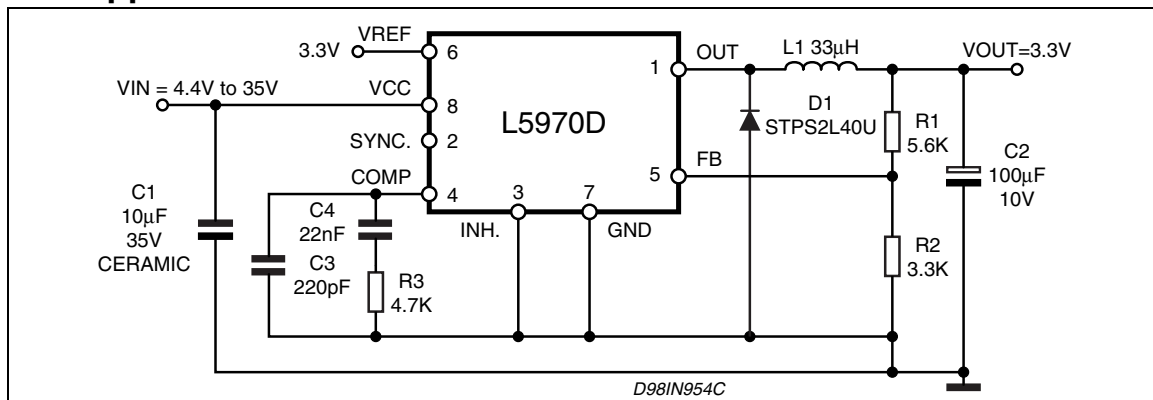 VREF
3.3V
6
VIN = 4.4V to 35V
VCC
8
SYNC.
2
COMP
4
L5970D
3
INH.
7
GND
1
OUT
5
FB
L1 33µH
VOUT=3.3V
D1
STPS2L40U
R1
5.6K
R2
3.3K
C2
100µF
10V
C1
10µF
35V
CERAMIC
C4
22nF
C3
220pF
R3
4.7K
D98IN954C